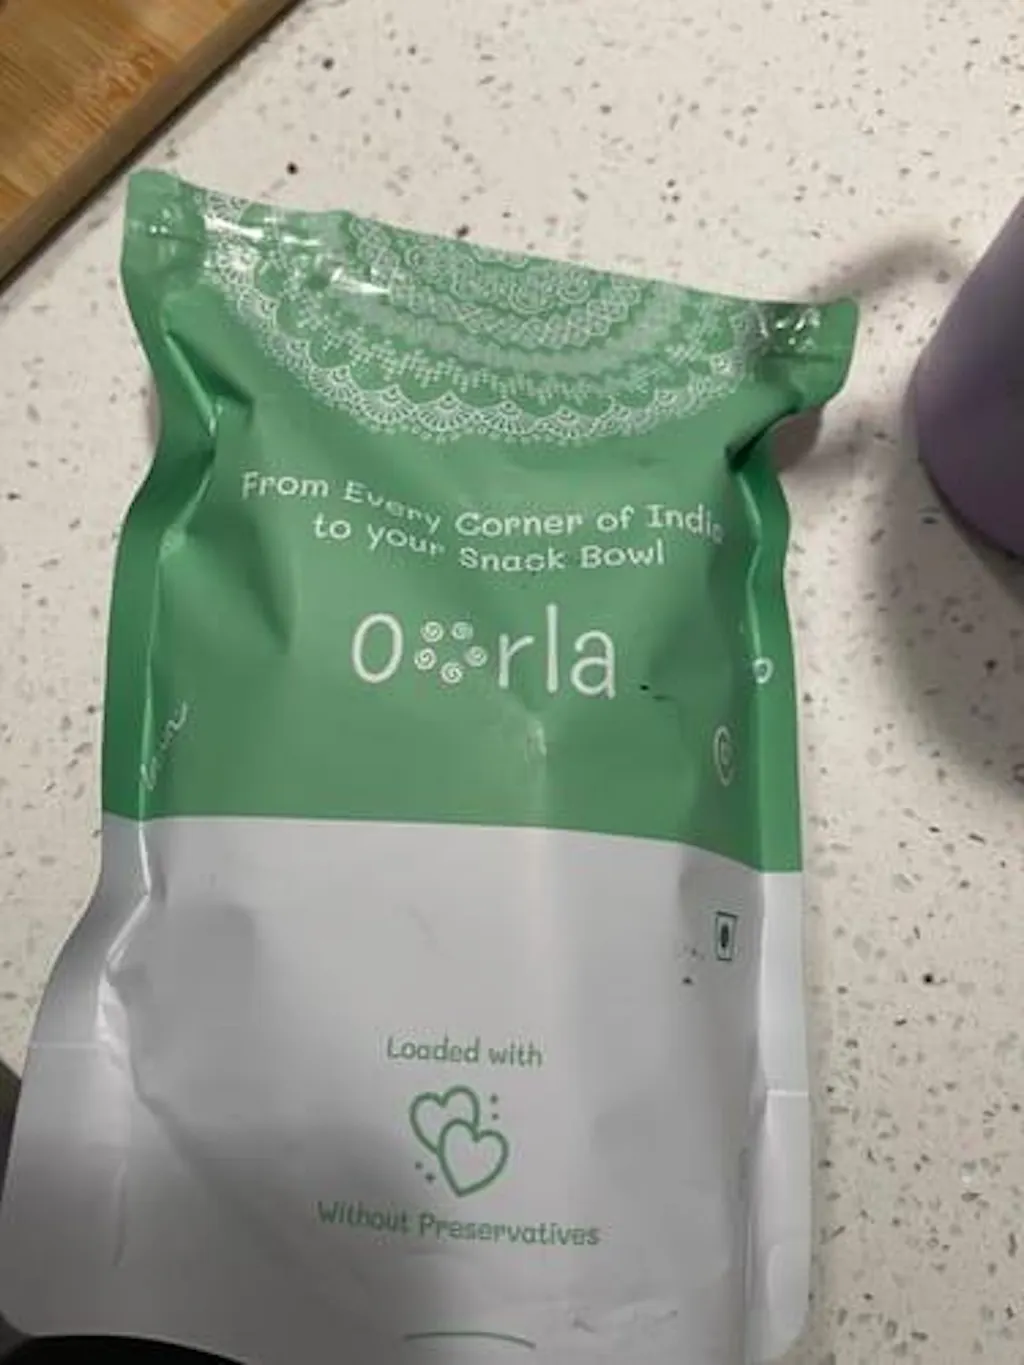 From Every Corner of India
to your Snack Bowl
oorla
Loaded with
Without Preservatives